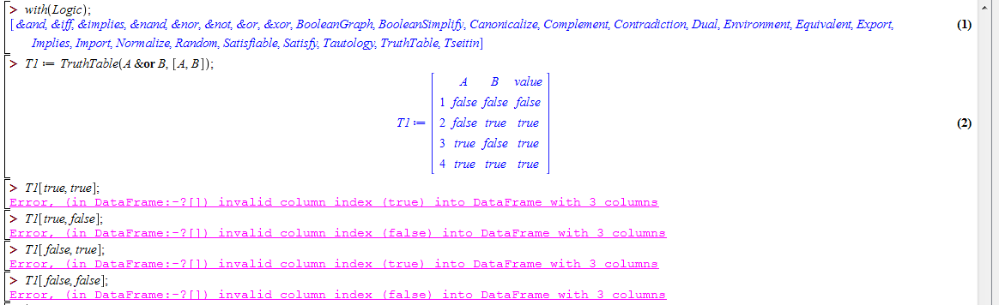 > with(Logic);
[&and, &iff, &implies, &nand, &nor, &not, &or, &xor, BooleanGraph, BooleanSimplify, Canonicalize, Complement, Contradiction, Dual, Environment, Equivalent, Export, (1)
Implies, Import, Normalize, Random, Satisfiable, Satisfy, Tautology, TruthTable, Tseitin]
> T1 := TruthTable(A &or B, [A, B]);
A B value
1 false false false
T1 := 2 false true true (2)
3 true false true
4 true true true
> T1[true, true];
Error, (in DataFrame:-?[]) invalid column index (true) into DataFrame with 3 columns
> T1[true, false];
Error, (in DataFrame:-?[]) invalid column index (false) into DataFrame with 3 columns
> T1[false, true];
Error, (in DataFrame:-?[]) invalid column index (true) into DataFrame with 3 columns
> T1[false, false];
Error, (in DataFrame:-?[]) invalid column index (false) into DataFrame with 3 columns